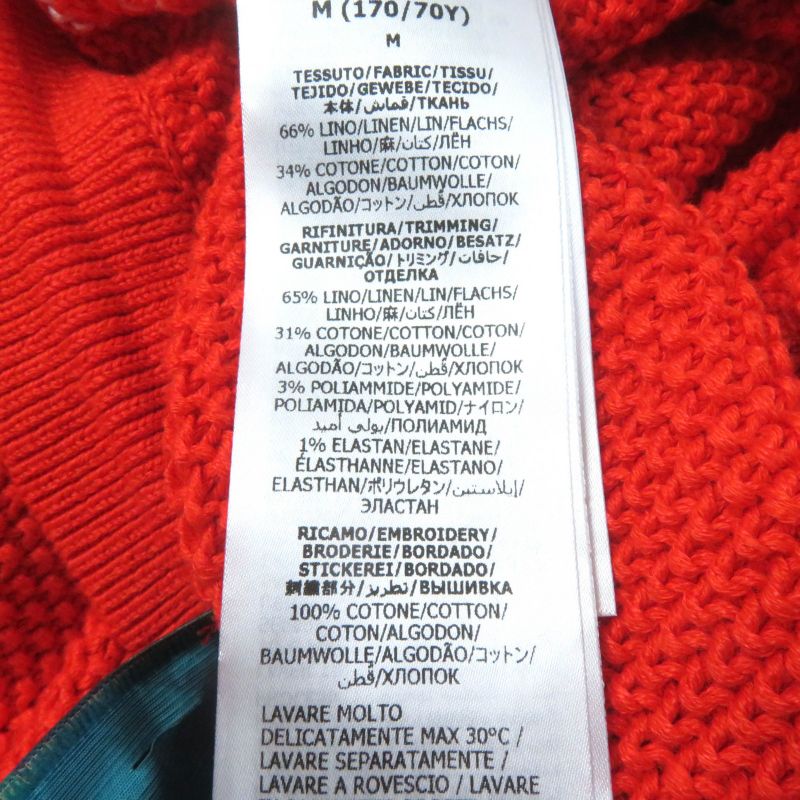 M (170/70Y)
M
TESSUTO/FABRIC/TISSU/
TEJIDO/GEWEBE/TECIDO/
本体/قماش/ТКАНЬ
66% LINO/LINEN/LIN/FLACHS/
LINHO/麻/كتان/ЛЁН
34% COTONE/COTTON/COTON/
ALGODON/BAUMWOLLE/
ALGODÃO/コットン/قطن/ХЛОПОК
RIFINITURA/TRIMMING/
GARNITURE/ADORNO/BESATZ/
GUARNIÇÃO/トリミング/حافات/
ОТДЕЛКА
65% LINO/LINEN/LIN/FLACHS/
LINHO/麻/كتان/ЛЁН
31% COTONE/COTTON/COTON/
ALGODON/BAUMWOLLE/
ALGODÃO/コットン/قطن/ХЛОПОК
3% POLIAMMIDE/POLYAMIDE/
POLIAMIDA/POLYAMID/ナイロン/
بولي أميد/ПОЛИАМИД
1% ELASTAN/ELASTANE/
ÉLASTHANNE/ELASTANO/
ELASTHAN/ポリウレタン/إيلاستين/
ЭЛАСТАН
RICAMO/EMBROIDERY/
BRODERIE/BORDADO/
STICKEREI/BORDADO/
刺繍部分/تطريز/ВЫШИВКА
100% COTONE/COTTON/
COTON/ALGODON/
BAUMWOLLE/ALGODÃO/コットン/
قطن/ХЛОПОК
LAVARE MOLTO
DELICATAMENTE MAX 30°C /
LAVARE SEPARATAMENTE /
LAVARE A ROVESCIO / LAVARE